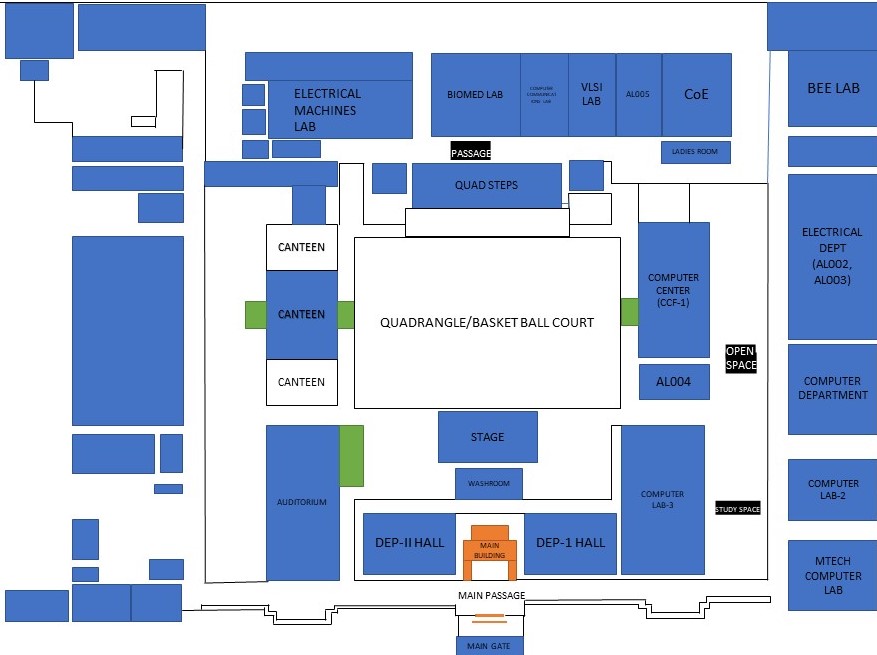 ELECTRICAL
MACHINES
LAB
BIOMED LAB
VLSI
LAB
AL005
CoE
BEE LAB
PASSAGE
LADIES ROOM
QUAD STEPS
CANTEEN
CANTEEN
CANTEEN
QUADRANGLE/BASKET BALL COURT
COMPUTER
CENTER
(CCF-1)
ELECTRICAL
DEPT
(AL002,
AL003)
OPEN
SPACE
AL004
COMPUTER
DEPARTMENT
STAGE
WASHROOM
AUDITORIUM
COMPUTER
LAB-3
STUDY SPACE
COMPUTER
LAB-2
DEP-II HALL
MAIN
BUILDING
DEP-1 HALL
MTECH
COMPUTER
LAB
MAIN PASSAGE
MAIN GATE